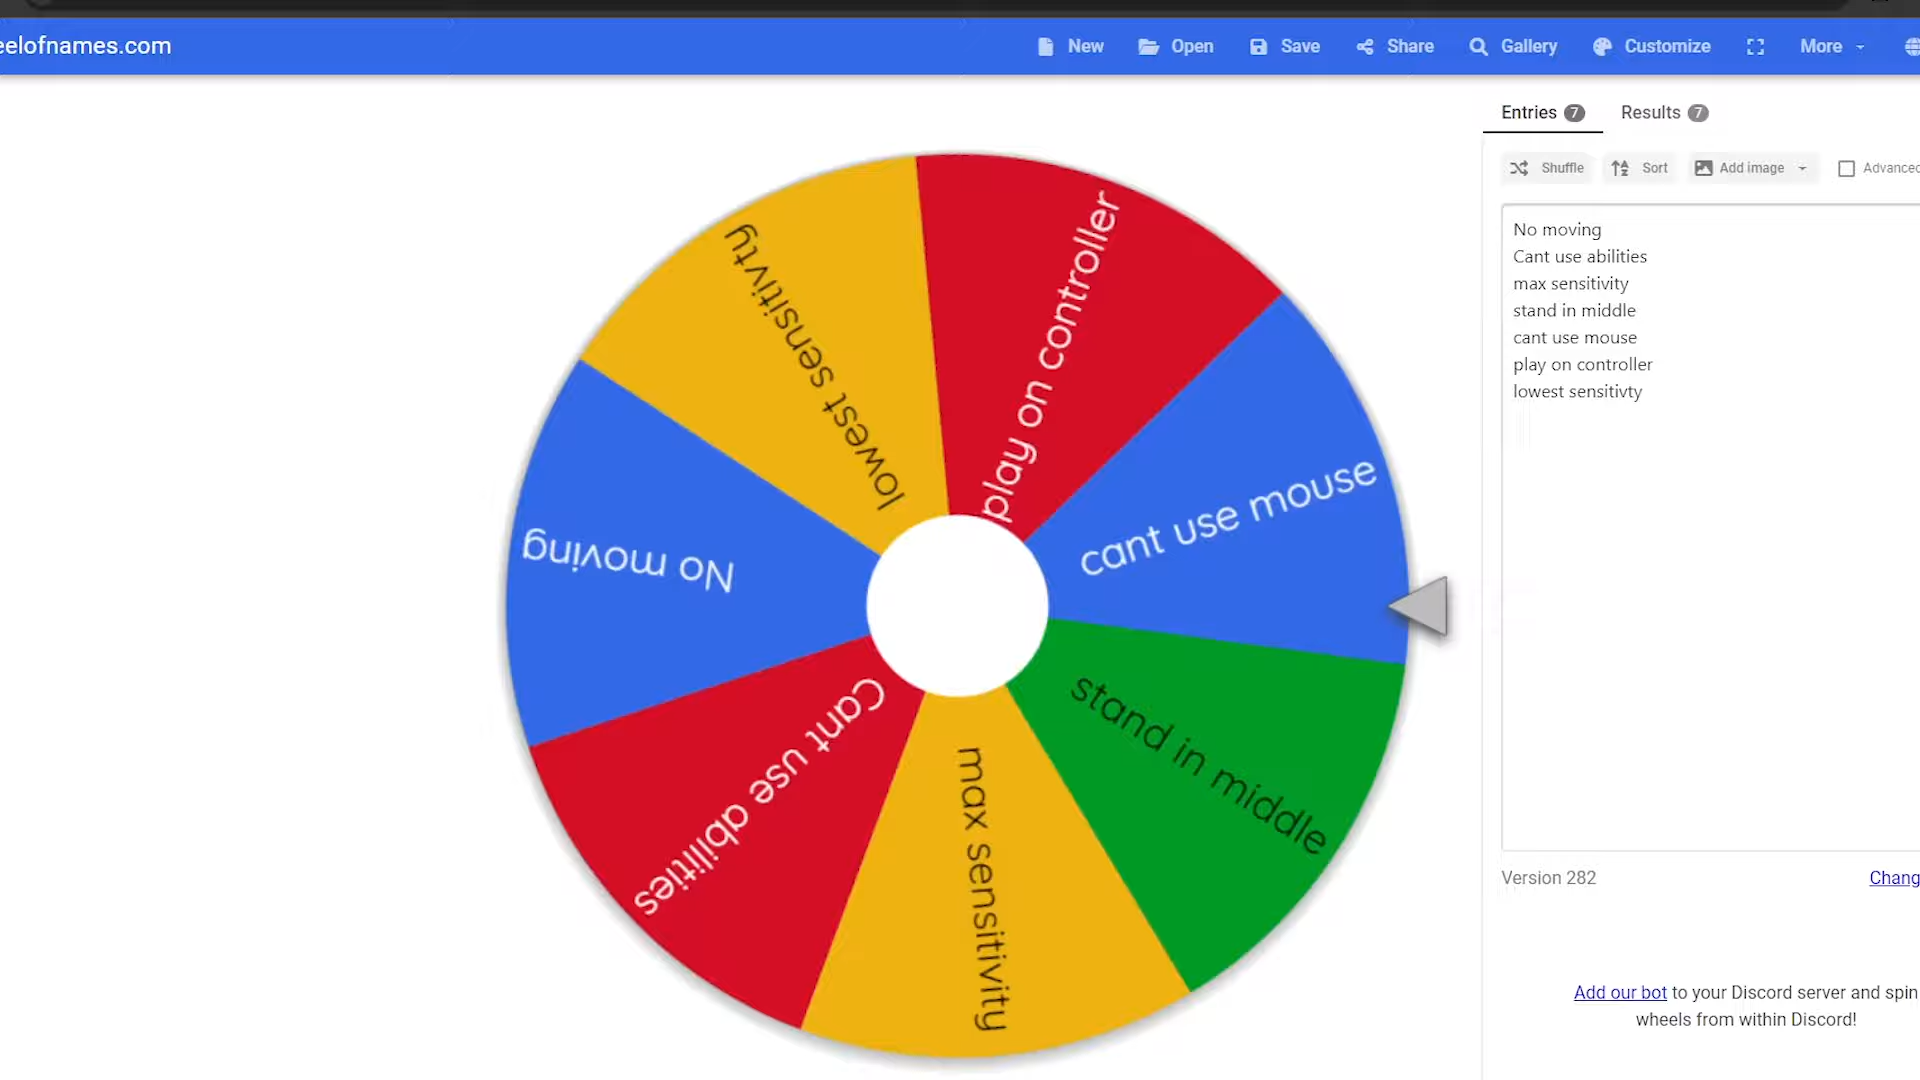 eelofnames.com
New
Open
Save
Share
Gallery
Customize
More
Entries 7
Results 7
Shuffle
Sort
Add image
Advanced
No moving
Cant use abilities
max sensitivity
stand in middle
cant use mouse
play on controller
lowest sensitivty
play on controller
cant use mouse
stand in middle
max sensitivity
Cant use abilities
No moving
lowest sensitivty
Version 282
Chang
Add our bot to your Discord server and spin
wheels from within Discord!